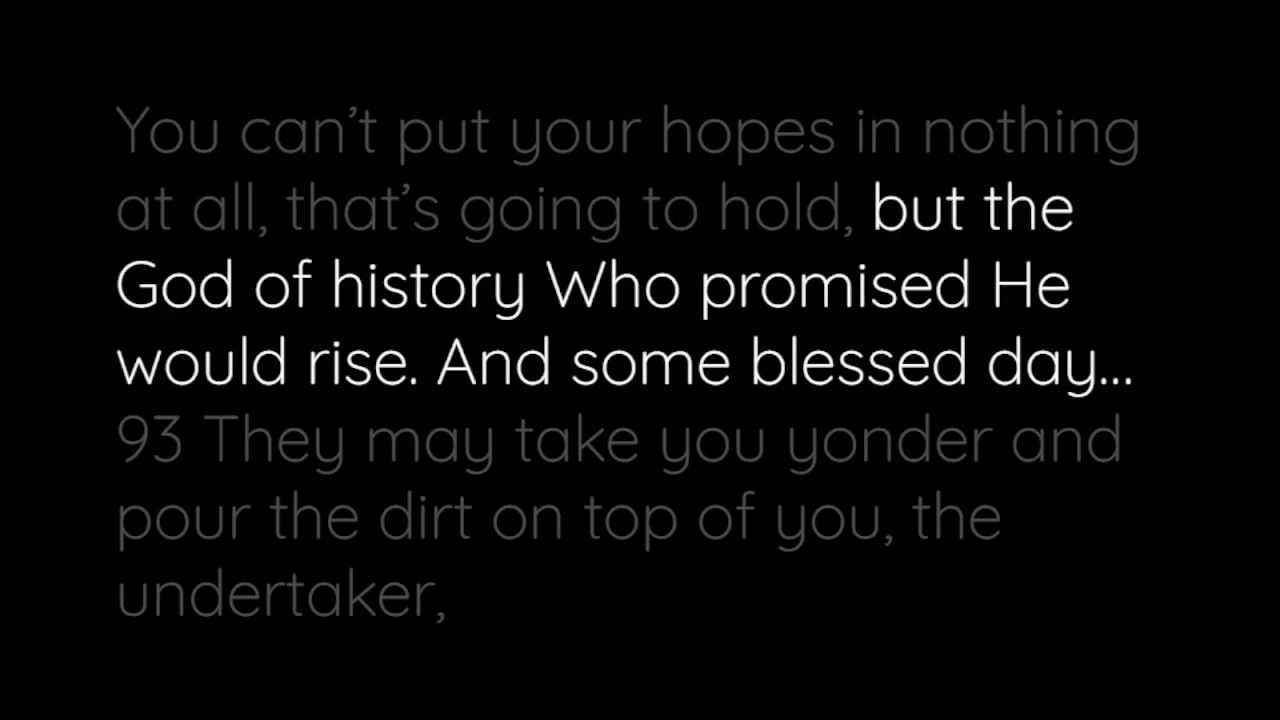 You can’t put your hopes in nothing
at all, that’s going to hold, but the
God of history Who promised He
would rise. And some blessed day...
93 They may take you yonder and
pour the dirt on top of you, the
undertaker,